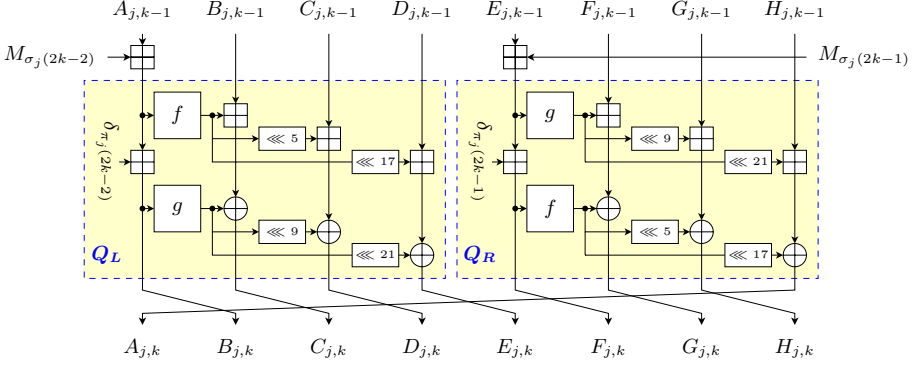 A_{j,k−1} B_{j,k−1} C_{j,k−1} D_{j,k−1} E_{j,k−1} F_{j,k−1} G_{j,k−1} H_{j,k−1}
M_{σ_j(2k−2)} M_{σ_j(2k−1)}
f g
⋘ 5 ⋘ 9
δ_{π_j(2k−2)} ⋘ 17 δ_{π_j(2k−1)} ⋘ 21
g f
⋘ 9 ⋘ 5
Q_L ⋘ 21 Q_R ⋘ 17
A_{j,k} B_{j,k} C_{j,k} D_{j,k} E_{j,k} F_{j,k} G_{j,k} H_{j,k}